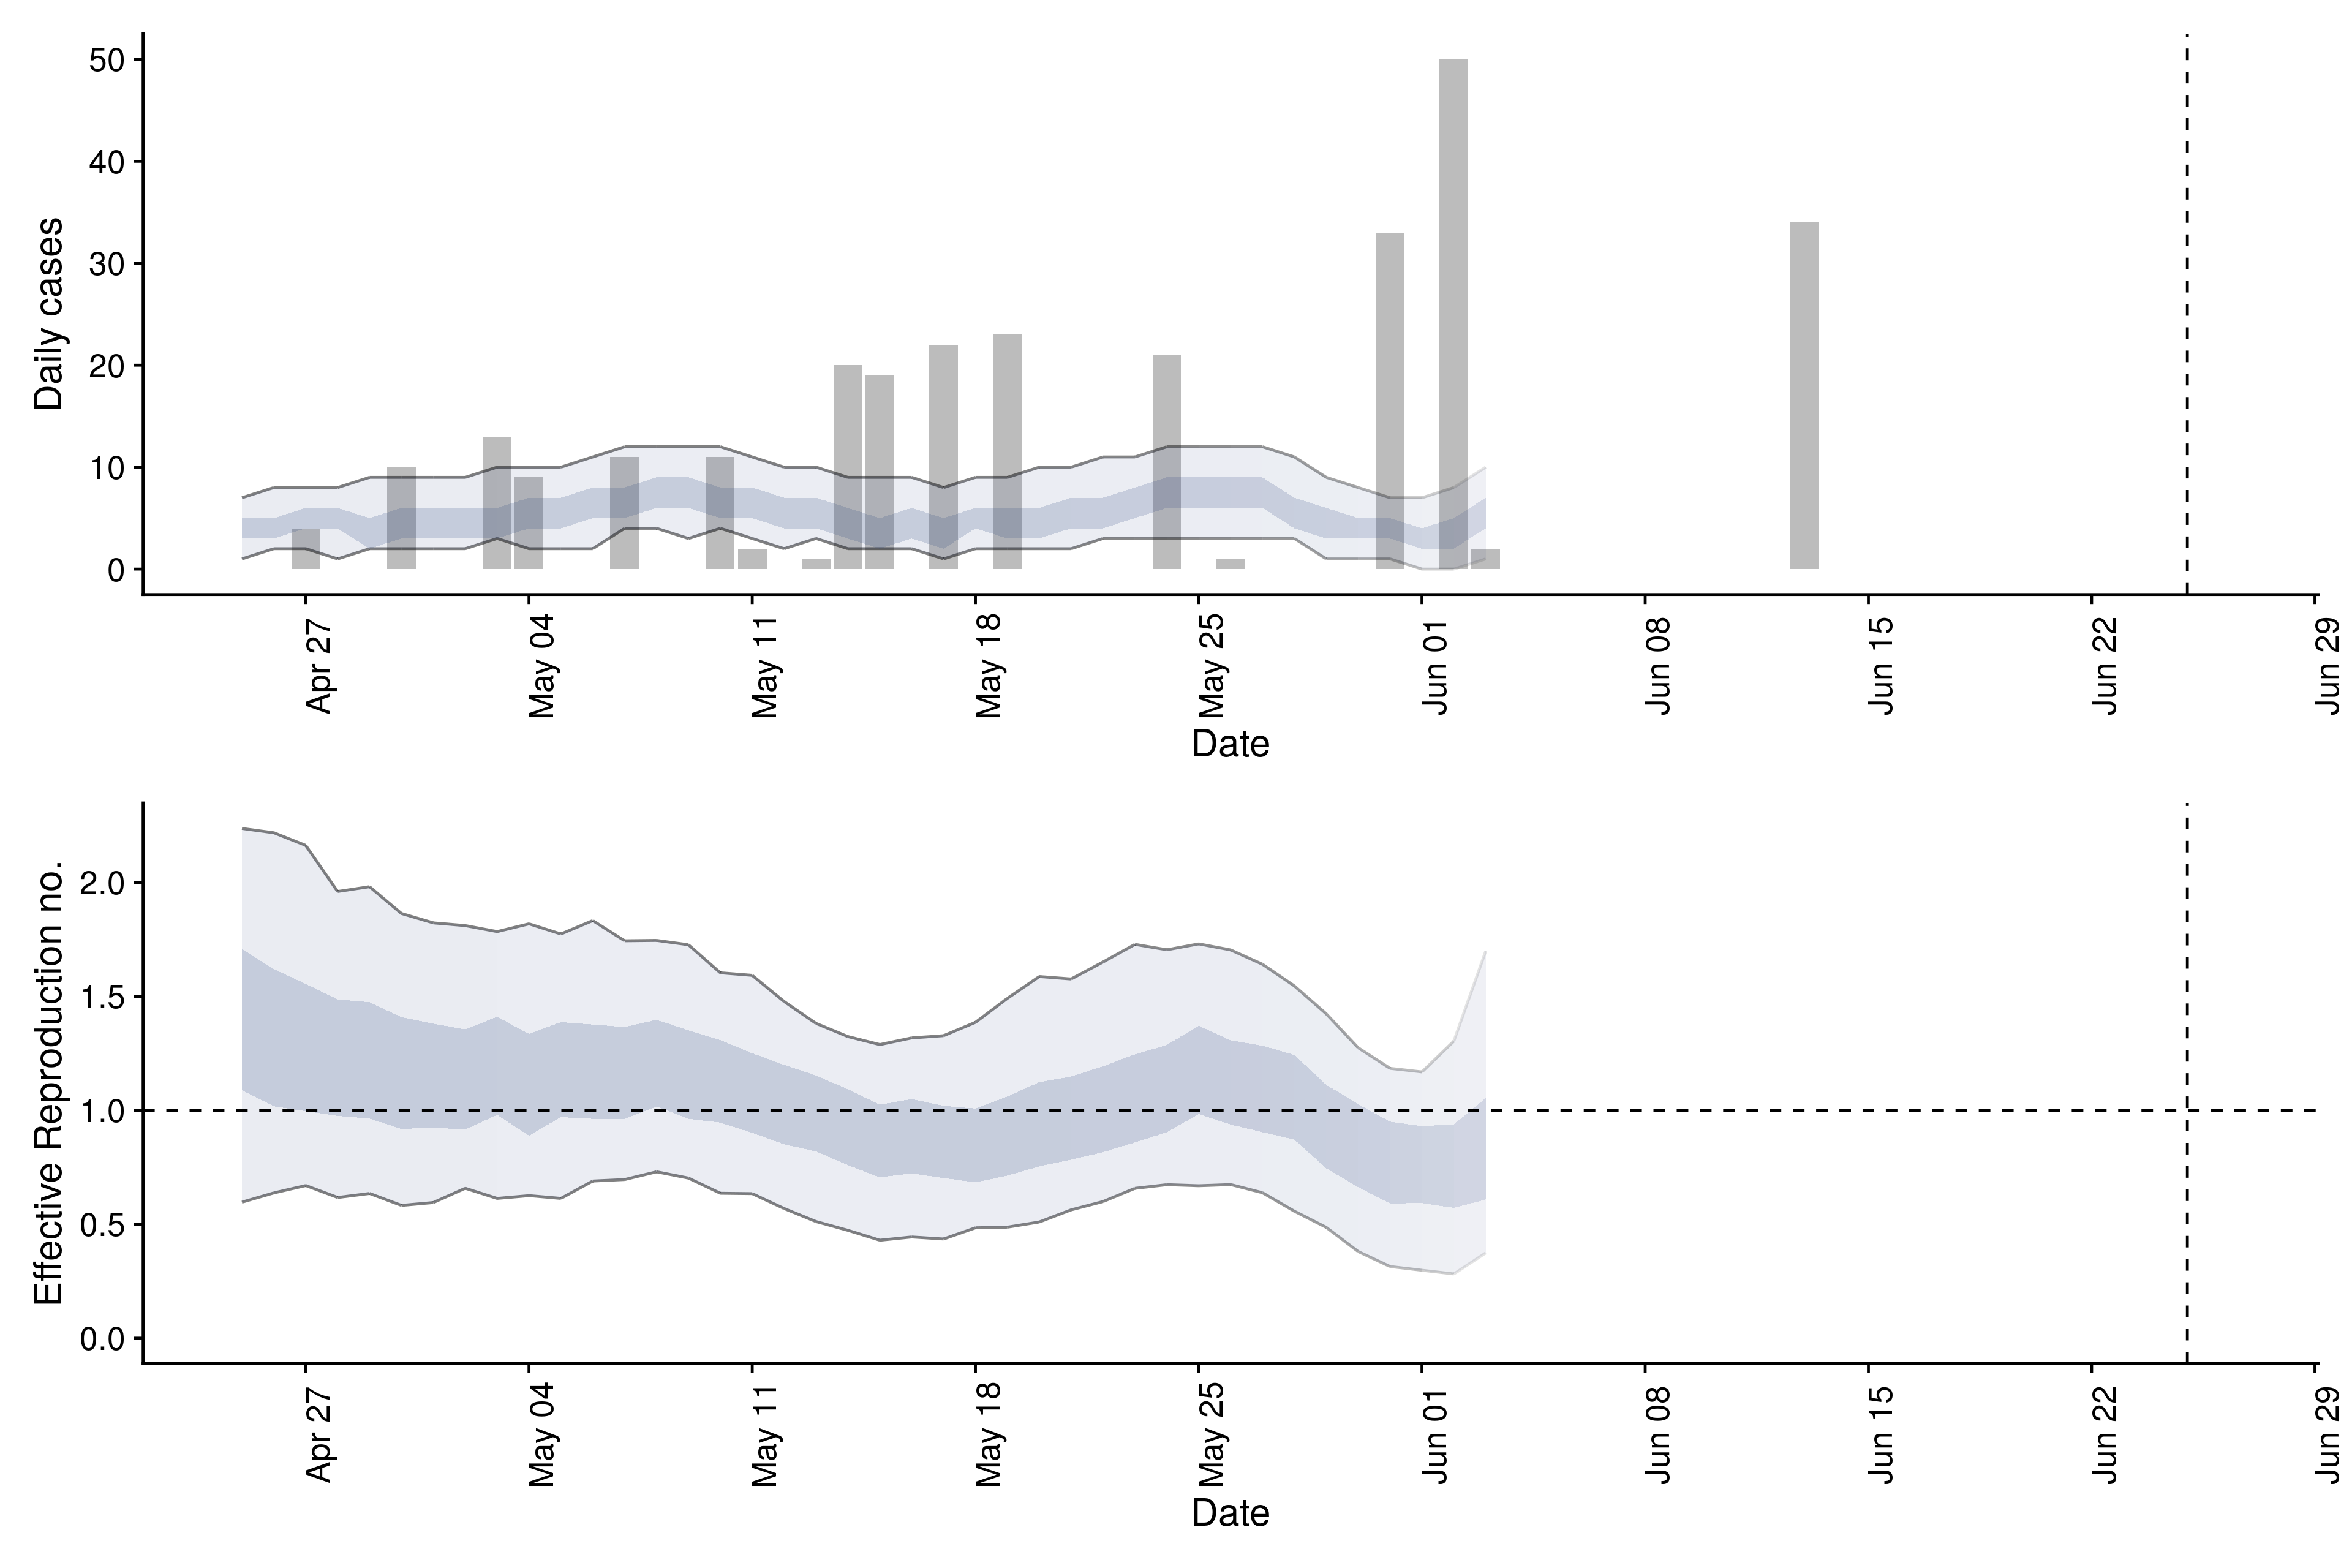 Daily cases
50
40
30
20
10
0
Apr 27
May 04
May 11
May 18
May 25
Jun 01
Jun 08
Jun 15
Jun 22
Jun 29
Date
Effective Reproduction no.
2.0
1.5
1.0
0.5
0.0
Apr 27
May 04
May 11
May 18
May 25
Jun 01
Jun 08
Jun 15
Jun 22
Jun 29
Date